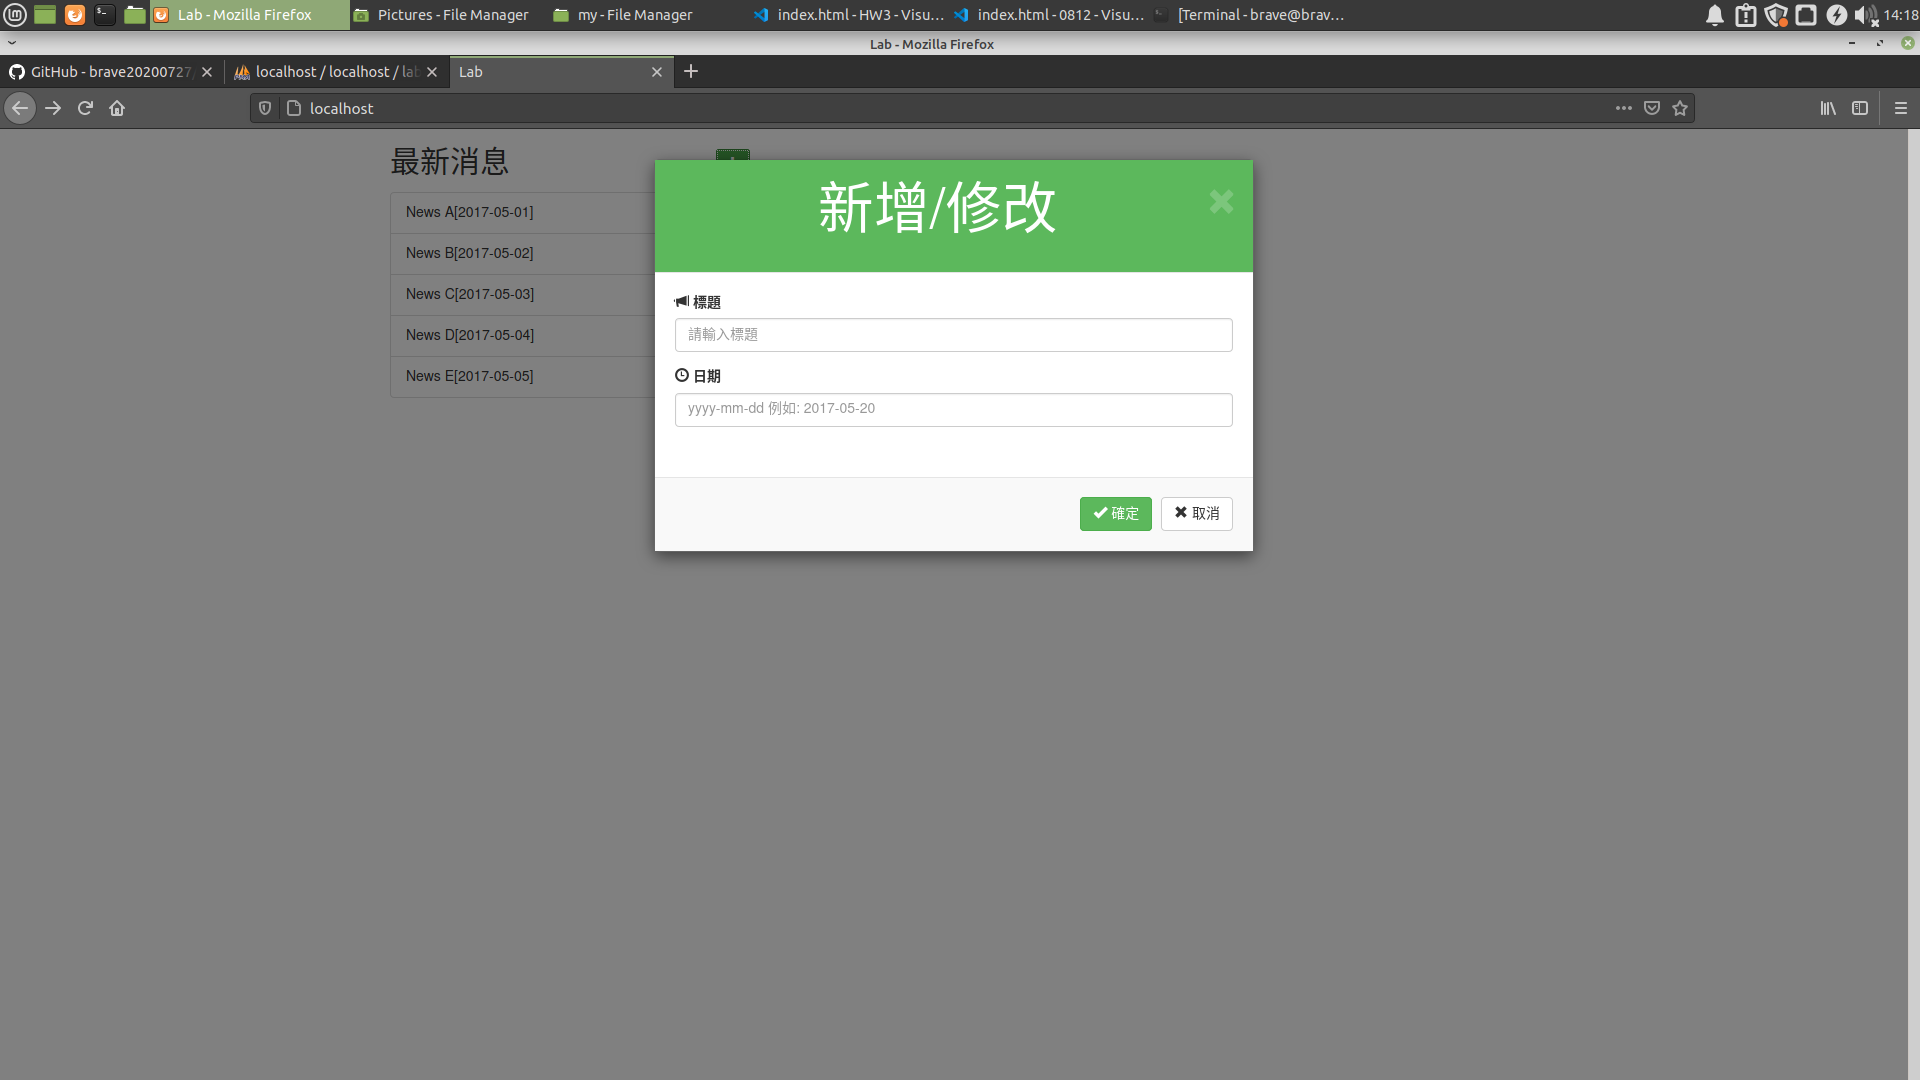 Lab - Mozilla Firefox
Pictures - File Manager
my - File Manager
index.html - HW3 - Visu...
index.html - 0812 - Visu...
[Terminal - brave@brav...
14:18
Lab - Mozilla Firefox
GitHub - brave20200727/
localhost / localhost / lab
Lab
localhost
最新消息
新增/修改
News A[2017-05-01]
News B[2017-05-02]
News C[2017-05-03]
News D[2017-05-04]
News E[2017-05-05]
標題
請輸入標題
日期
yyyy-mm-dd 例如: 2017-05-20
確定
取消